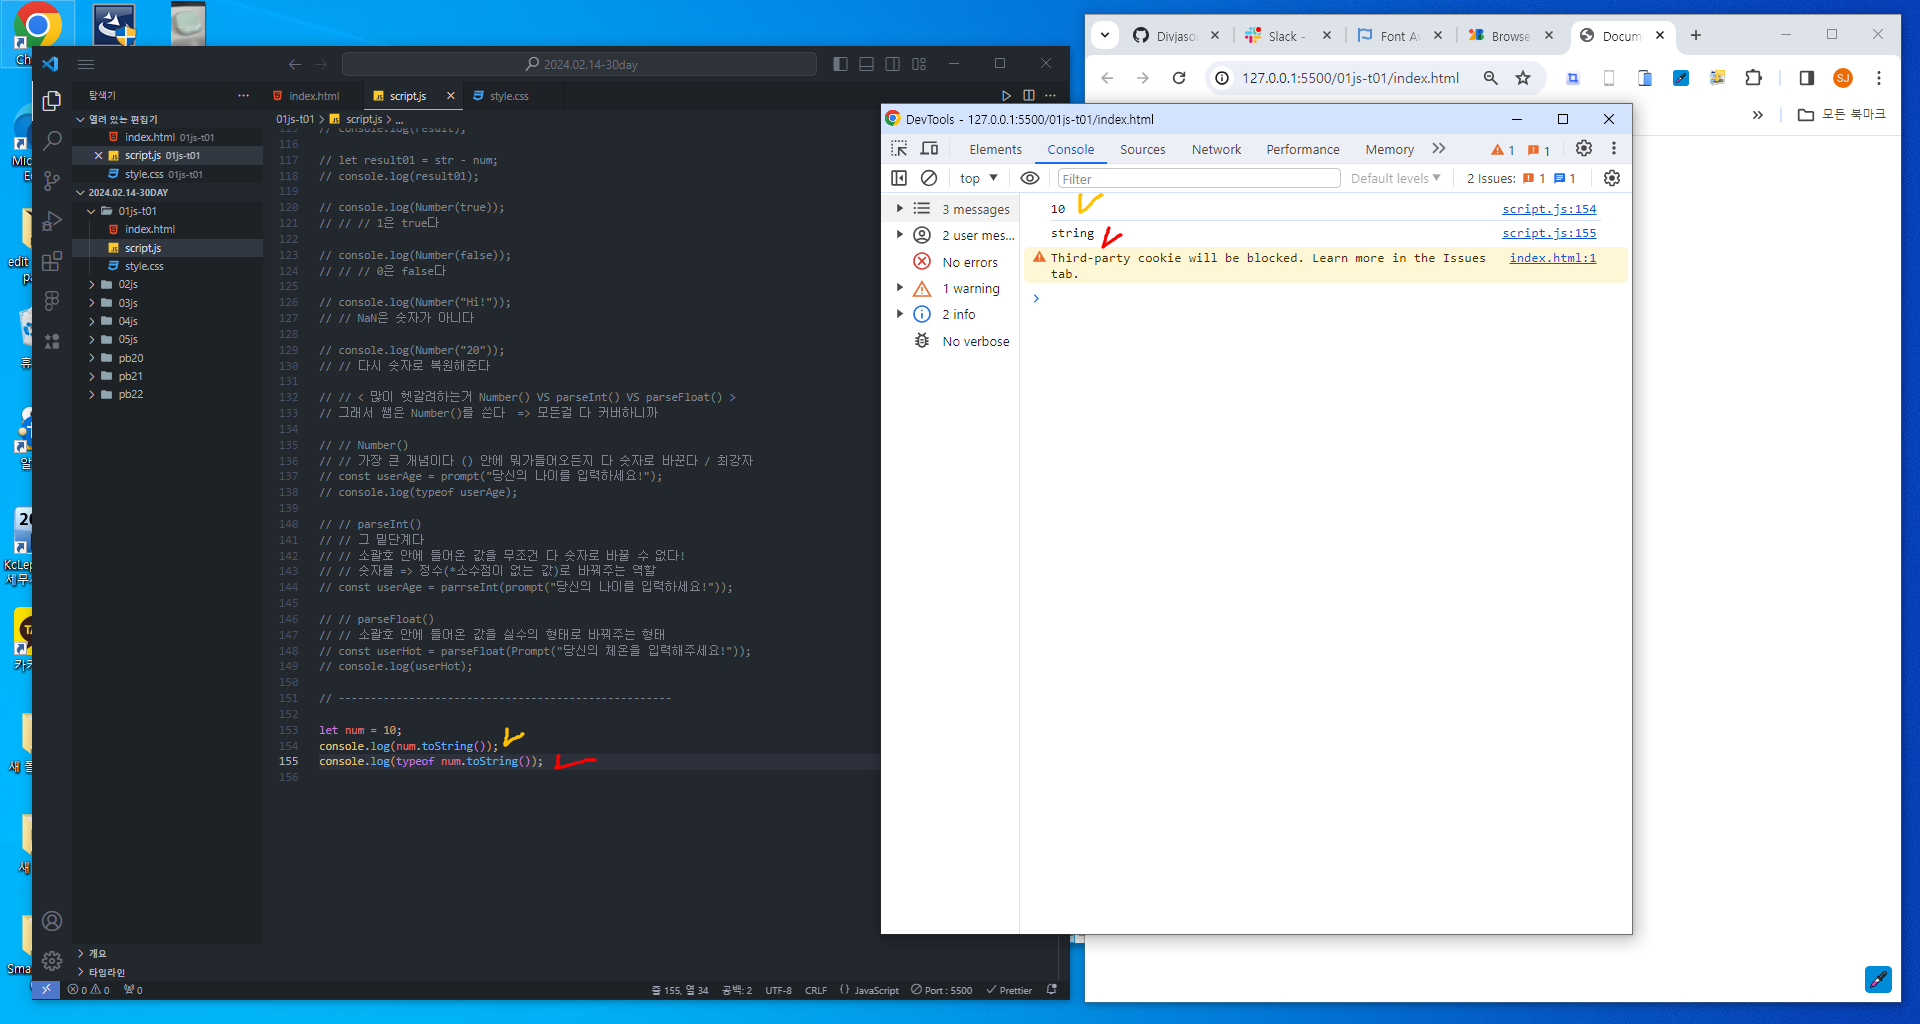 2024.02.14-30day
탐색기
index.html
script.js
style.css
열려 있는 편집기
index.html 01js-t01
script.js 01js-t01
style.css 01js-t01
2024.02.14-30DAY
01js-t01
index.html
script.js
style.css
02js
03js
04js
05js
pb20
pb21
pb22
개요
타임라인
01js-t01 > script.js > ...
115 // console.log(result);
116
117 // let result01 = str - num;
118 // console.log(result01);
119
120 // console.log(Number(true));
121 // // // 1은 true다
122
123 // console.log(Number(false));
124 // // // 0은 false다
125
126 // console.log(Number("Hi!"));
127 // // NaN은 숫자가 아니다
128
129 // console.log(Number("20"));
130 // // 다시 숫자로 복원해준다
131
132 // // < 많이 헷갈려하는거 Number() VS parseInt() VS parseFloat() >
133 // 그래서 쌤은 Number()를 쓴다  => 모든걸 다 커버하니까
134
135 // // Number()
136 // // 가장 큰 개념이다 () 안에 뭐가들어오든지 다 숫자로 바꾼다 / 최강자
137 // const userAge = prompt("당신의 나이를 입력하세요!");
138 // console.log(typeof userAge);
139
140 // // parseInt()
141 // // 그 밑단계다
142 // // 소괄호 안에 들어온 값을 무조건 다 숫자로 바꿀 수 없다!
143 // // 숫자를 => 정수(*소수점이 없는 값)로 바꿔주는 역할
144 // const userAge = parrseInt(prompt("당신의 나이를 입력하세요!"));
145
146 // // parseFloat()
147 // // 소괄호 안에 들어온 값을 실수의 형태로 바꿔주는 형태
148 // const userHot = parseFloat(Prompt("당신의 체온을 입력해주세요!"));
149 // console.log(userHot);
150
151 // ----------------------------------------------------
152
153 let num = 10;
154 console.log(num.toString());
155 console.log(typeof num.toString());
156
0 0 0
줄 155, 열 34 공백: 2 UTF-8 CRLF {} JavaScript Port : 5500 Prettier
Divjaso
Slack -
Font Aw
Browse
Docum
127.0.0.1:5500/01js-t01/index.html
SJ
모든 북마크
DevTools - 127.0.0.1:5500/01js-t01/index.html
Elements Console Sources Network Performance Memory 1 1
top Filter Default levels 2 Issues: 1 1
3 messages
2 user mes...
No errors
1 warning
2 info
No verbose
10 script.js:154
string script.js:155
Third-party cookie will be blocked. Learn more in the Issues index.html:1
tab.